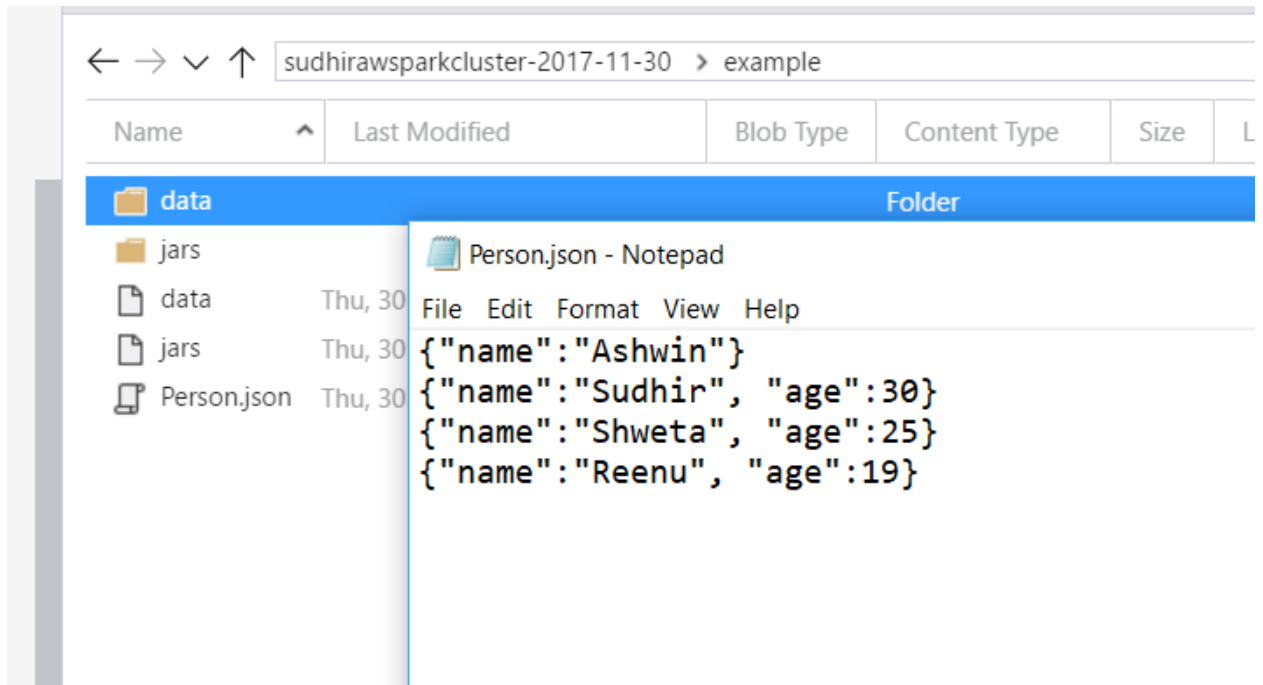 sudhirawsparkcluster-2017-11-30 > example
Name Last Modified Blob Type Content Type Size L
data Folder
jars
data Thu, 30
jars Thu, 30
Person.json Thu, 30
Person.json - Notepad
File Edit Format View Help
{"name":"Ashwin"}
{"name":"Sudhir", "age":30}
{"name":"Shweta", "age":25}
{"name":"Reenu", "age":19}